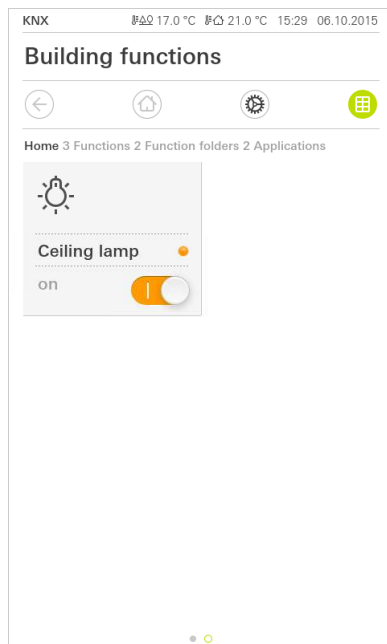 KNX 17.0 °C 21.0 °C 15:29 06.10.2015
Building functions
Home 3 Functions 2 Function folders 2 Applications
Ceiling lamp
on